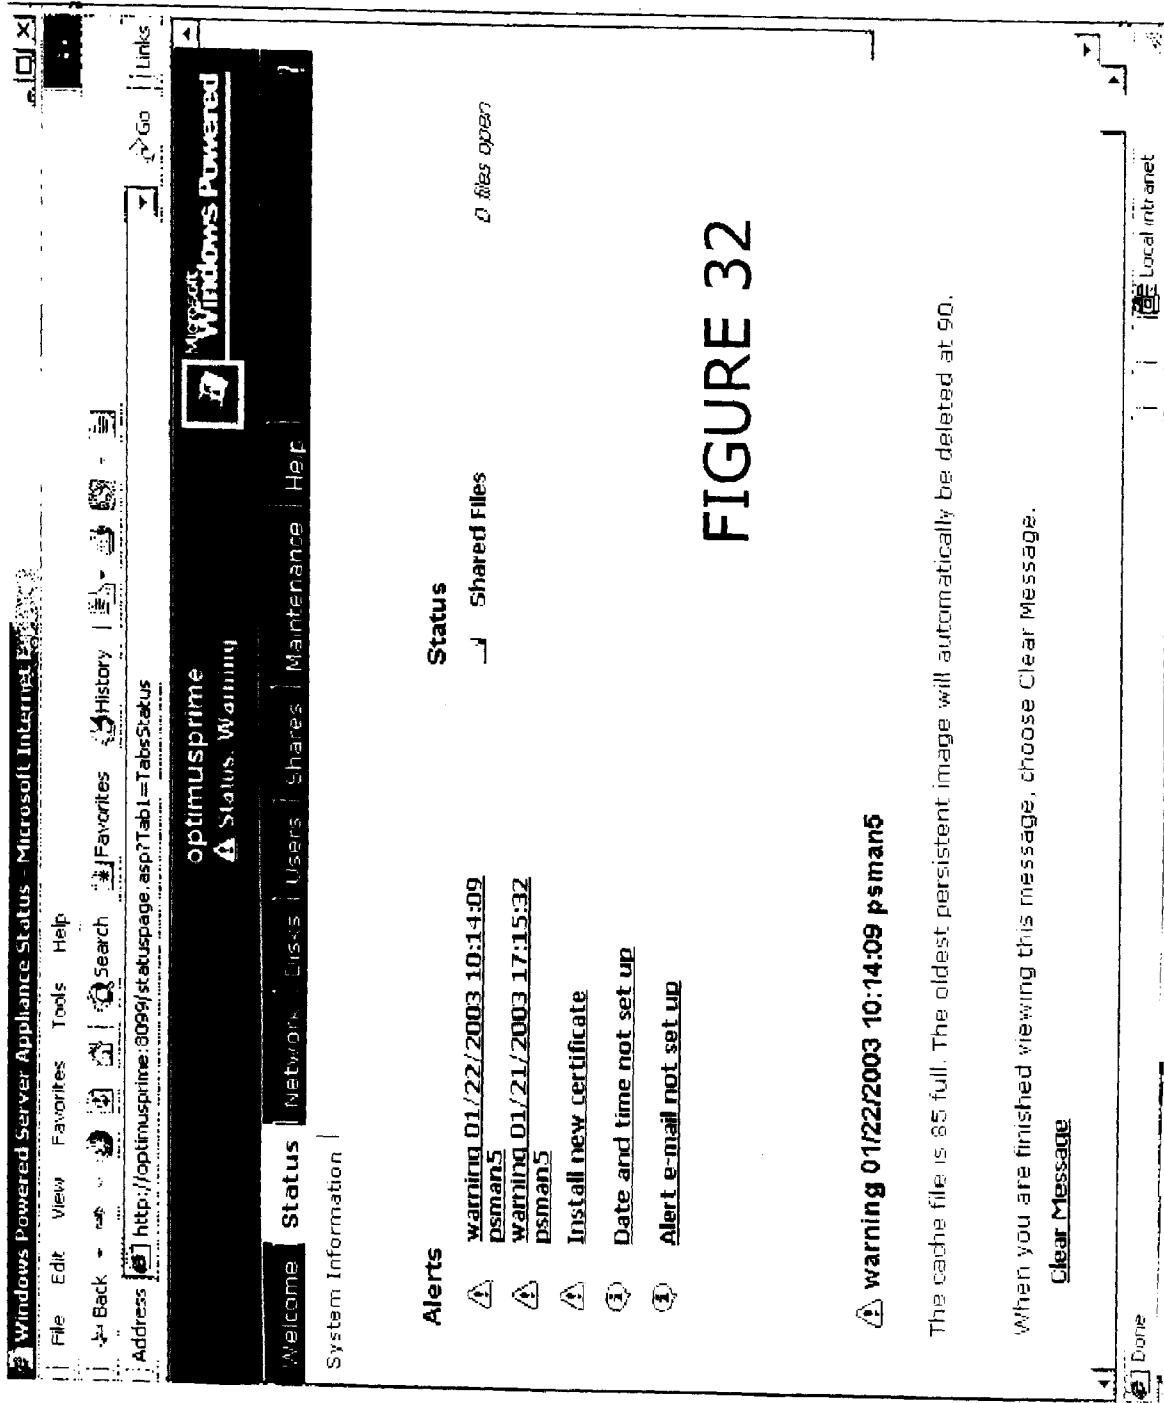 Windows Powered Server Appliance Status - Microsoft Internet
File Edit View Favorites Tools Help
Back Search Favorites History
Address http://optimusprime:8099/statuspage.asp?Tab1=TabsStatus Go Links
optimusprime
Status: Warning
Microsoft
Windows Powered
Welcome Status Network Disks Users Shares Maintenance Help ?
System Information
Alerts
warning 01/22/2003 10:14:09
psman5
warning 01/21/2003 17:15:32
psman5
Install new certificate
Date and time not set up
Alert e-mail not set up
Status
Shared Files 0 files open
FIGURE 32
warning 01/22/2003 10:14:09 psman5
The cache file is 85 full. The oldest persistent image will automatically be deleted at 90.
When you are finished viewing this message, choose Clear Message.
Clear Message
Done Local intranet